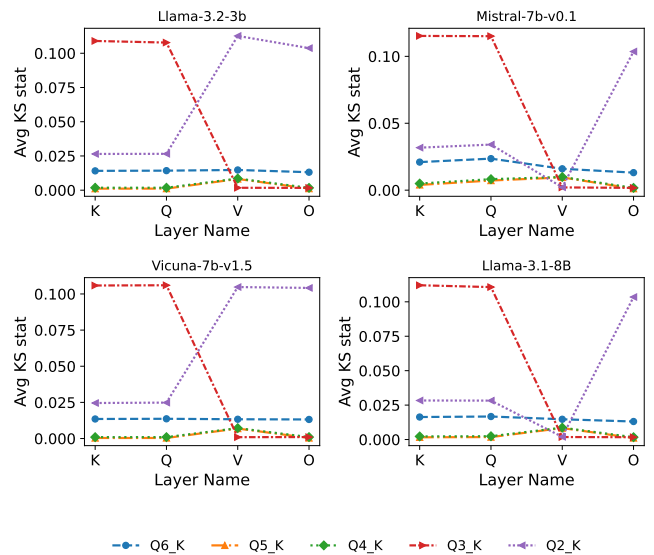 Llama-3.2-3b
Avg KS stat
0.100
0.075
0.050
0.025
0.000
K Q V O
Layer Name
Mistral-7b-v0.1
Avg KS stat
0.10
0.05
0.00
K Q V O
Layer Name
Vicuna-7b-v1.5
Avg KS stat
0.100
0.075
0.050
0.025
0.000
K Q V O
Layer Name
Llama-3.1-8B
Avg KS stat
0.100
0.075
0.050
0.025
0.000
K Q V O
Layer Name
Q6_K Q5_K Q4_K Q3_K Q2_K